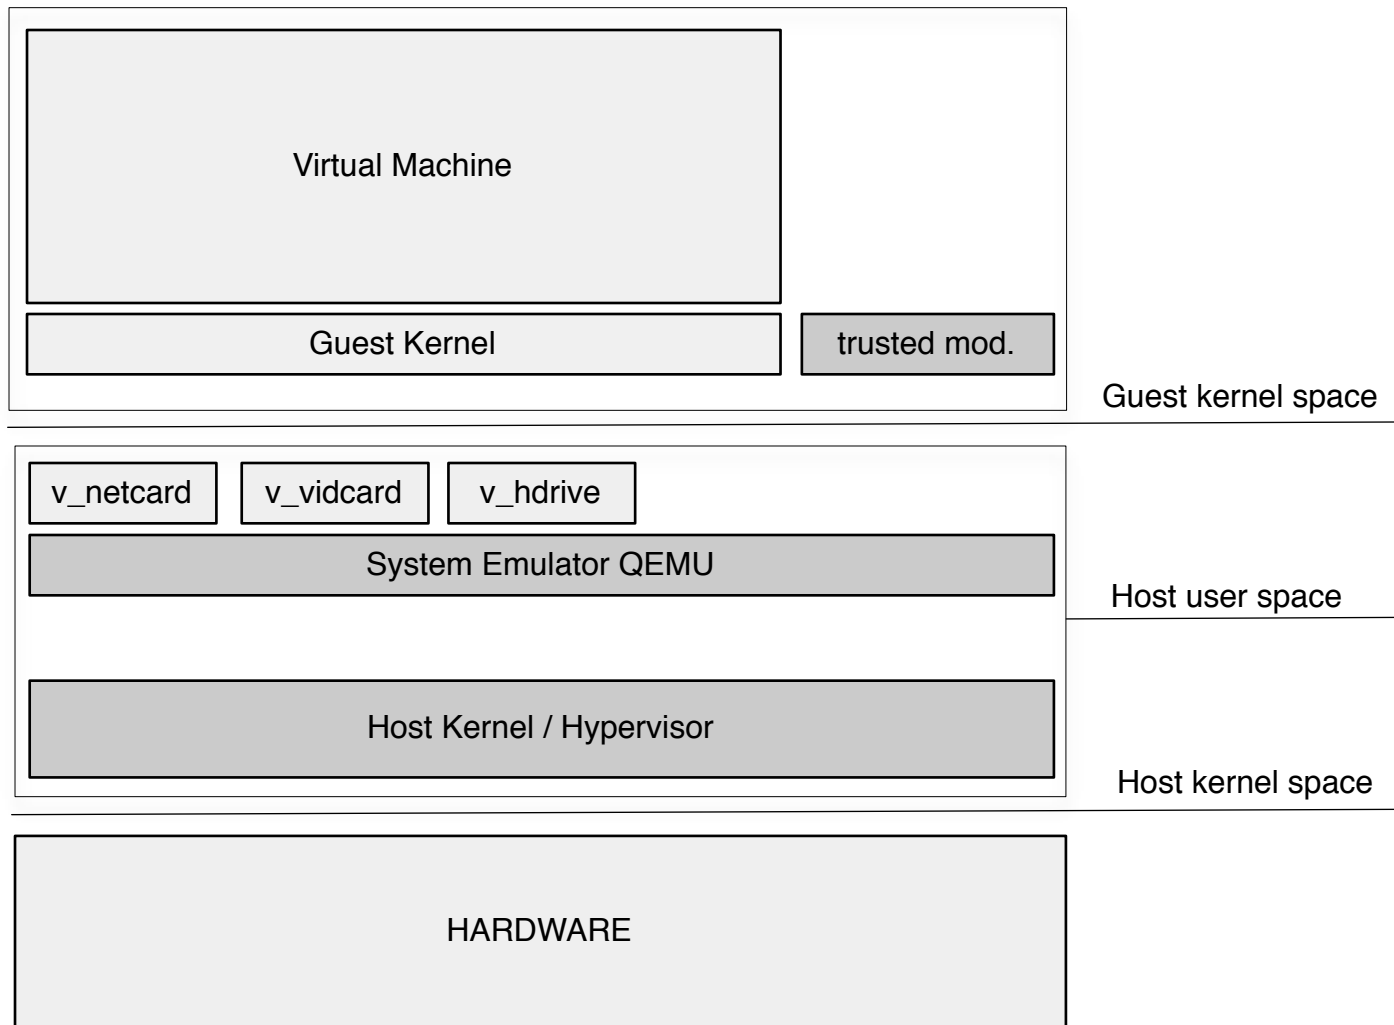 Virtual Machine
Guest Kernel
trusted mod.
Guest kernel space
v_netcard
v_vidcard
v_hdrive
System Emulator QEMU
Host user space
Host Kernel / Hypervisor
Host kernel space
HARDWARE